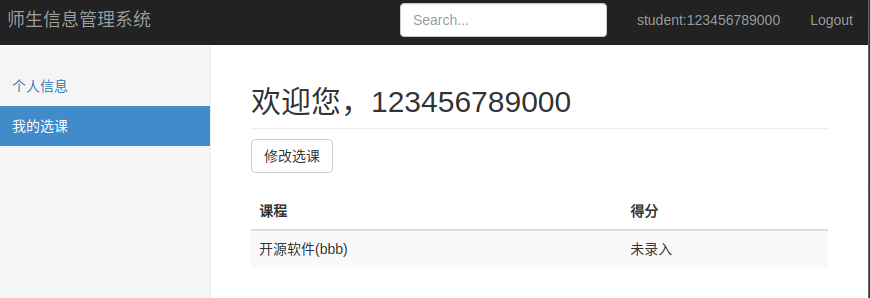 师生信息管理系统 Search... student:123456789000 Logout
个人信息
我的选课
欢迎您，123456789000
修改选课
课程 得分
开源软件(bbb) 未录入